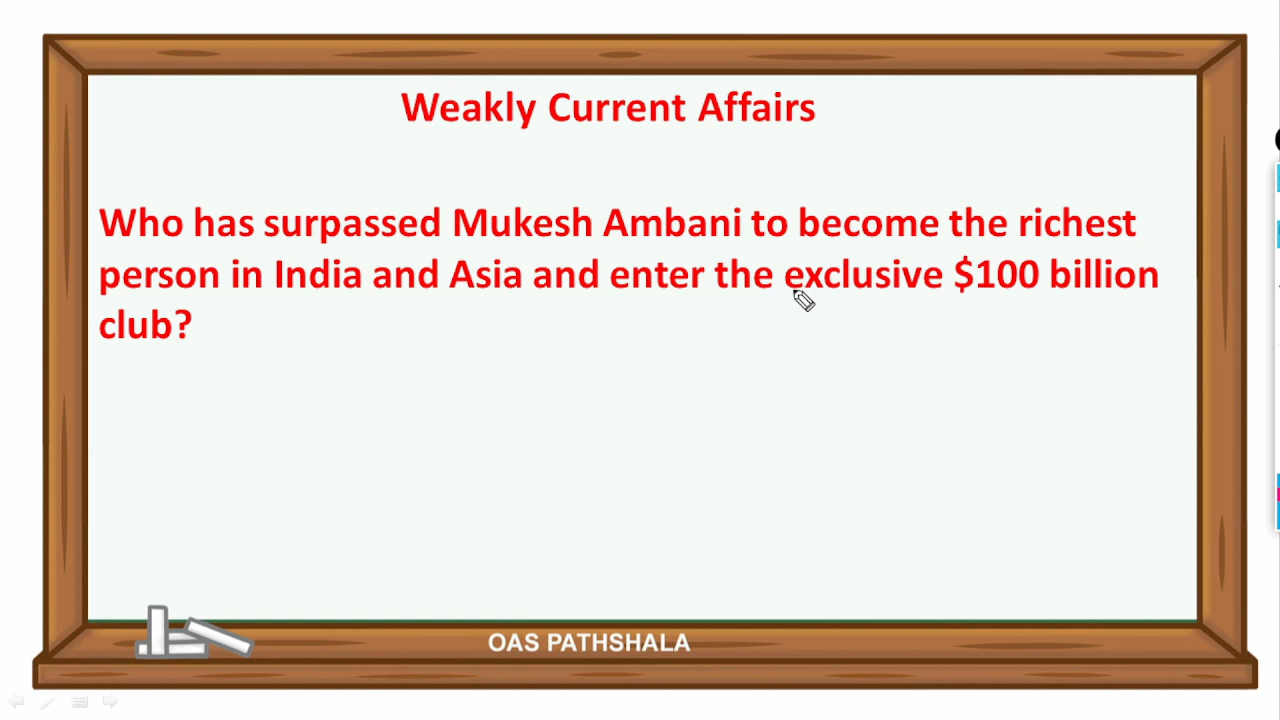 Weakly Current Affairs
Who has surpassed Mukesh Ambani to become the richest
person in India and Asia and enter the exclusive $100 billion
club?
OAS PATHSHALA